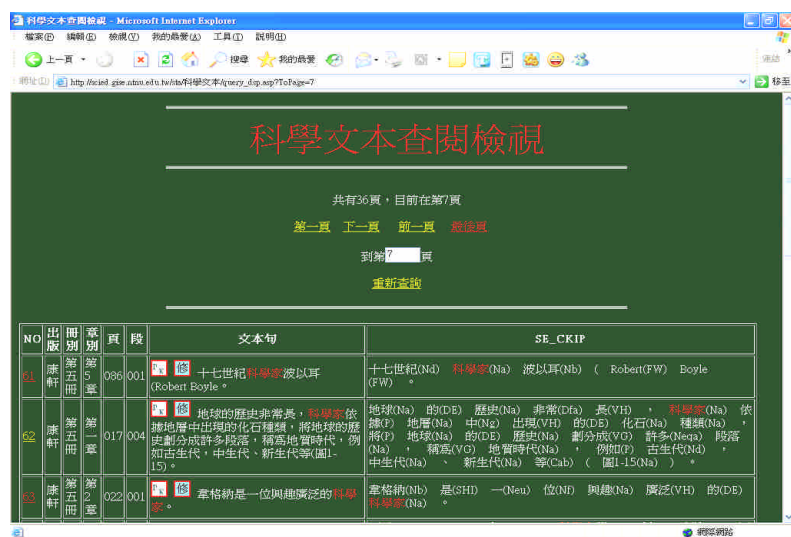 科學文本查閱檢視 - Microsoft Internet Explorer
檔案(F) 編輯(E) 檢視(V) 我的最愛(A) 工具(T) 說明(H)
上一頁 搜尋 我的最愛 連結
網址(D) http://scied.gise.ntnu.edu.tw/sta/科學文本/query_disp.asp?ToPage=7 移至
科學文本查閱檢視
共有36頁，目前在第7頁
第一頁 下一頁 前一頁 最後頁
到第7頁
重新查詢
NO 出版 冊別 章別 頁 段 文本句 SE_CKIP
61 康軒 第五冊 第5章 086 001 修 十七世紀科學家波以耳
(Robert Boyle。
十七世紀(Nd) 科學家(Na) 波以耳(Nb) ( Robert(FW) Boyle
(FW) 。
62 康軒 第五冊 第一章 017 004 修 地球的歷史非常長，科學家依
據地層中出現的化石種類，將地球的歷
史劃分成許多段落，稱為地質時代，例
如古生代，中生代、新生代等(圖1-
15)。
地球(Na) 的(DE) 歷史(Na) 非常(Dfa) 長(VH) ， 科學家(Na) 依
據(P) 地層(Na) 中(Ng) 出現(VH) 的(DE) 化石(Na) 種類(Na) ，
將(P) 地球(Na) 的(DE) 歷史(Na) 劃分成(VG) 許多(Neqa) 段落
(Na) ， 稱為(VG) 地質時代(Na) ， 例如(P) 古生代(Nd) ，
中生代(Na) 、 新生代(Na) 等(Cab) ( 圖1-15(Na) ) 。
63 康軒 第五冊 第2章 022 001 修 韋格納是一位興趣廣泛的科學
家。
韋格納(Nb) 是(SHI) 一(Neu) 位(Nf) 興趣(Na) 廣泛(VH) 的(DE)
科學家(Na) 。
網際網路